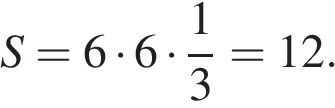 S = 6 · 6 · 1/3 = 12.